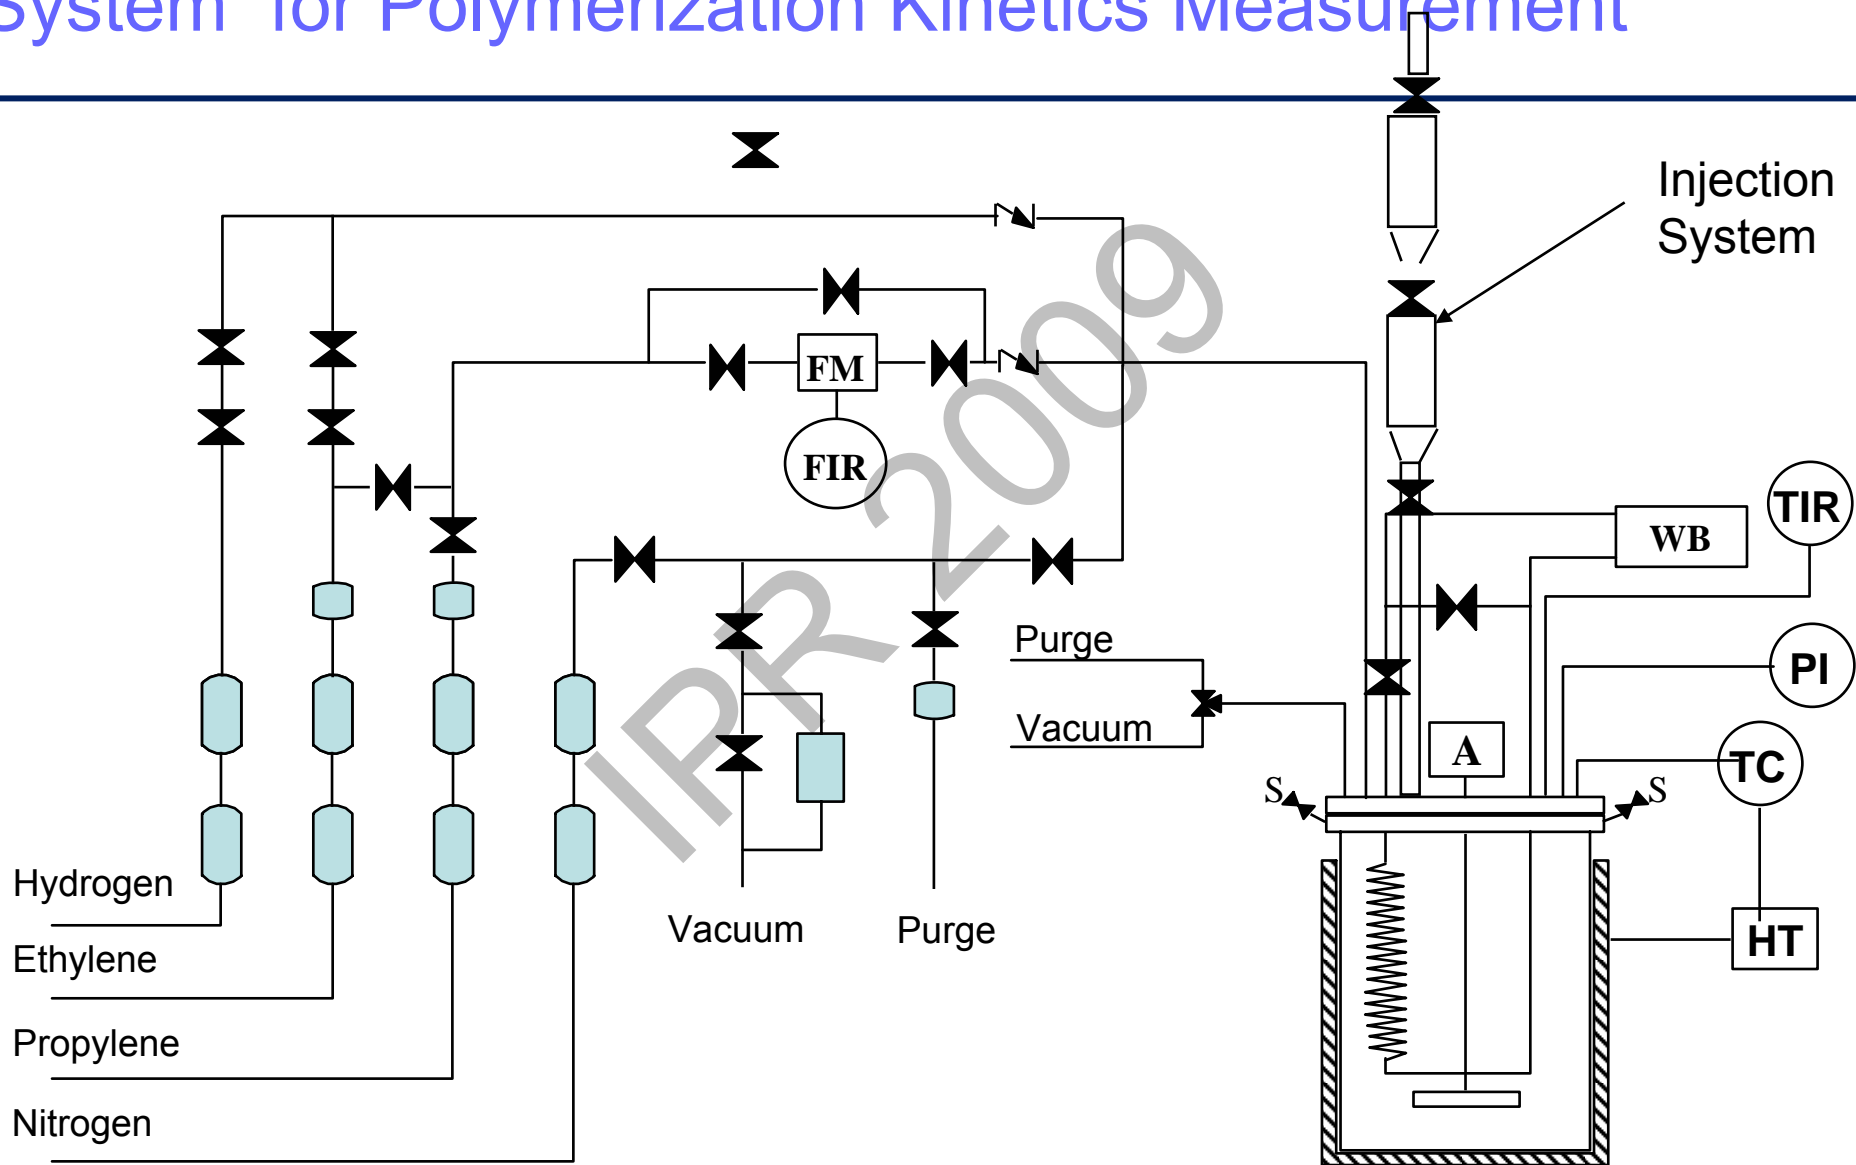 System for Polymerization Kinetics Measurement
Injection
System
FM
FIR
TIR
WB
Purge
PI
Vacuum
A
TC
S
S
Hydrogen
Vacuum
Purge
HT
Ethylene
Propylene
Nitrogen
IPR 2009